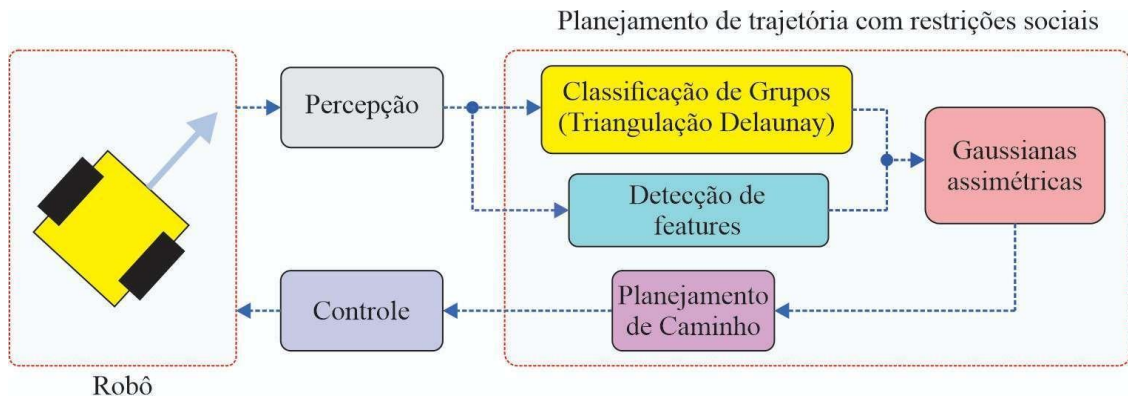 Planejamento de trajetória com restrições sociais
Percepção
Classificação de Grupos
(Triangulação Delaunay)
Gaussianas
assimétricas
Detecção de
features
Controle
Planejamento
de Caminho
Robô